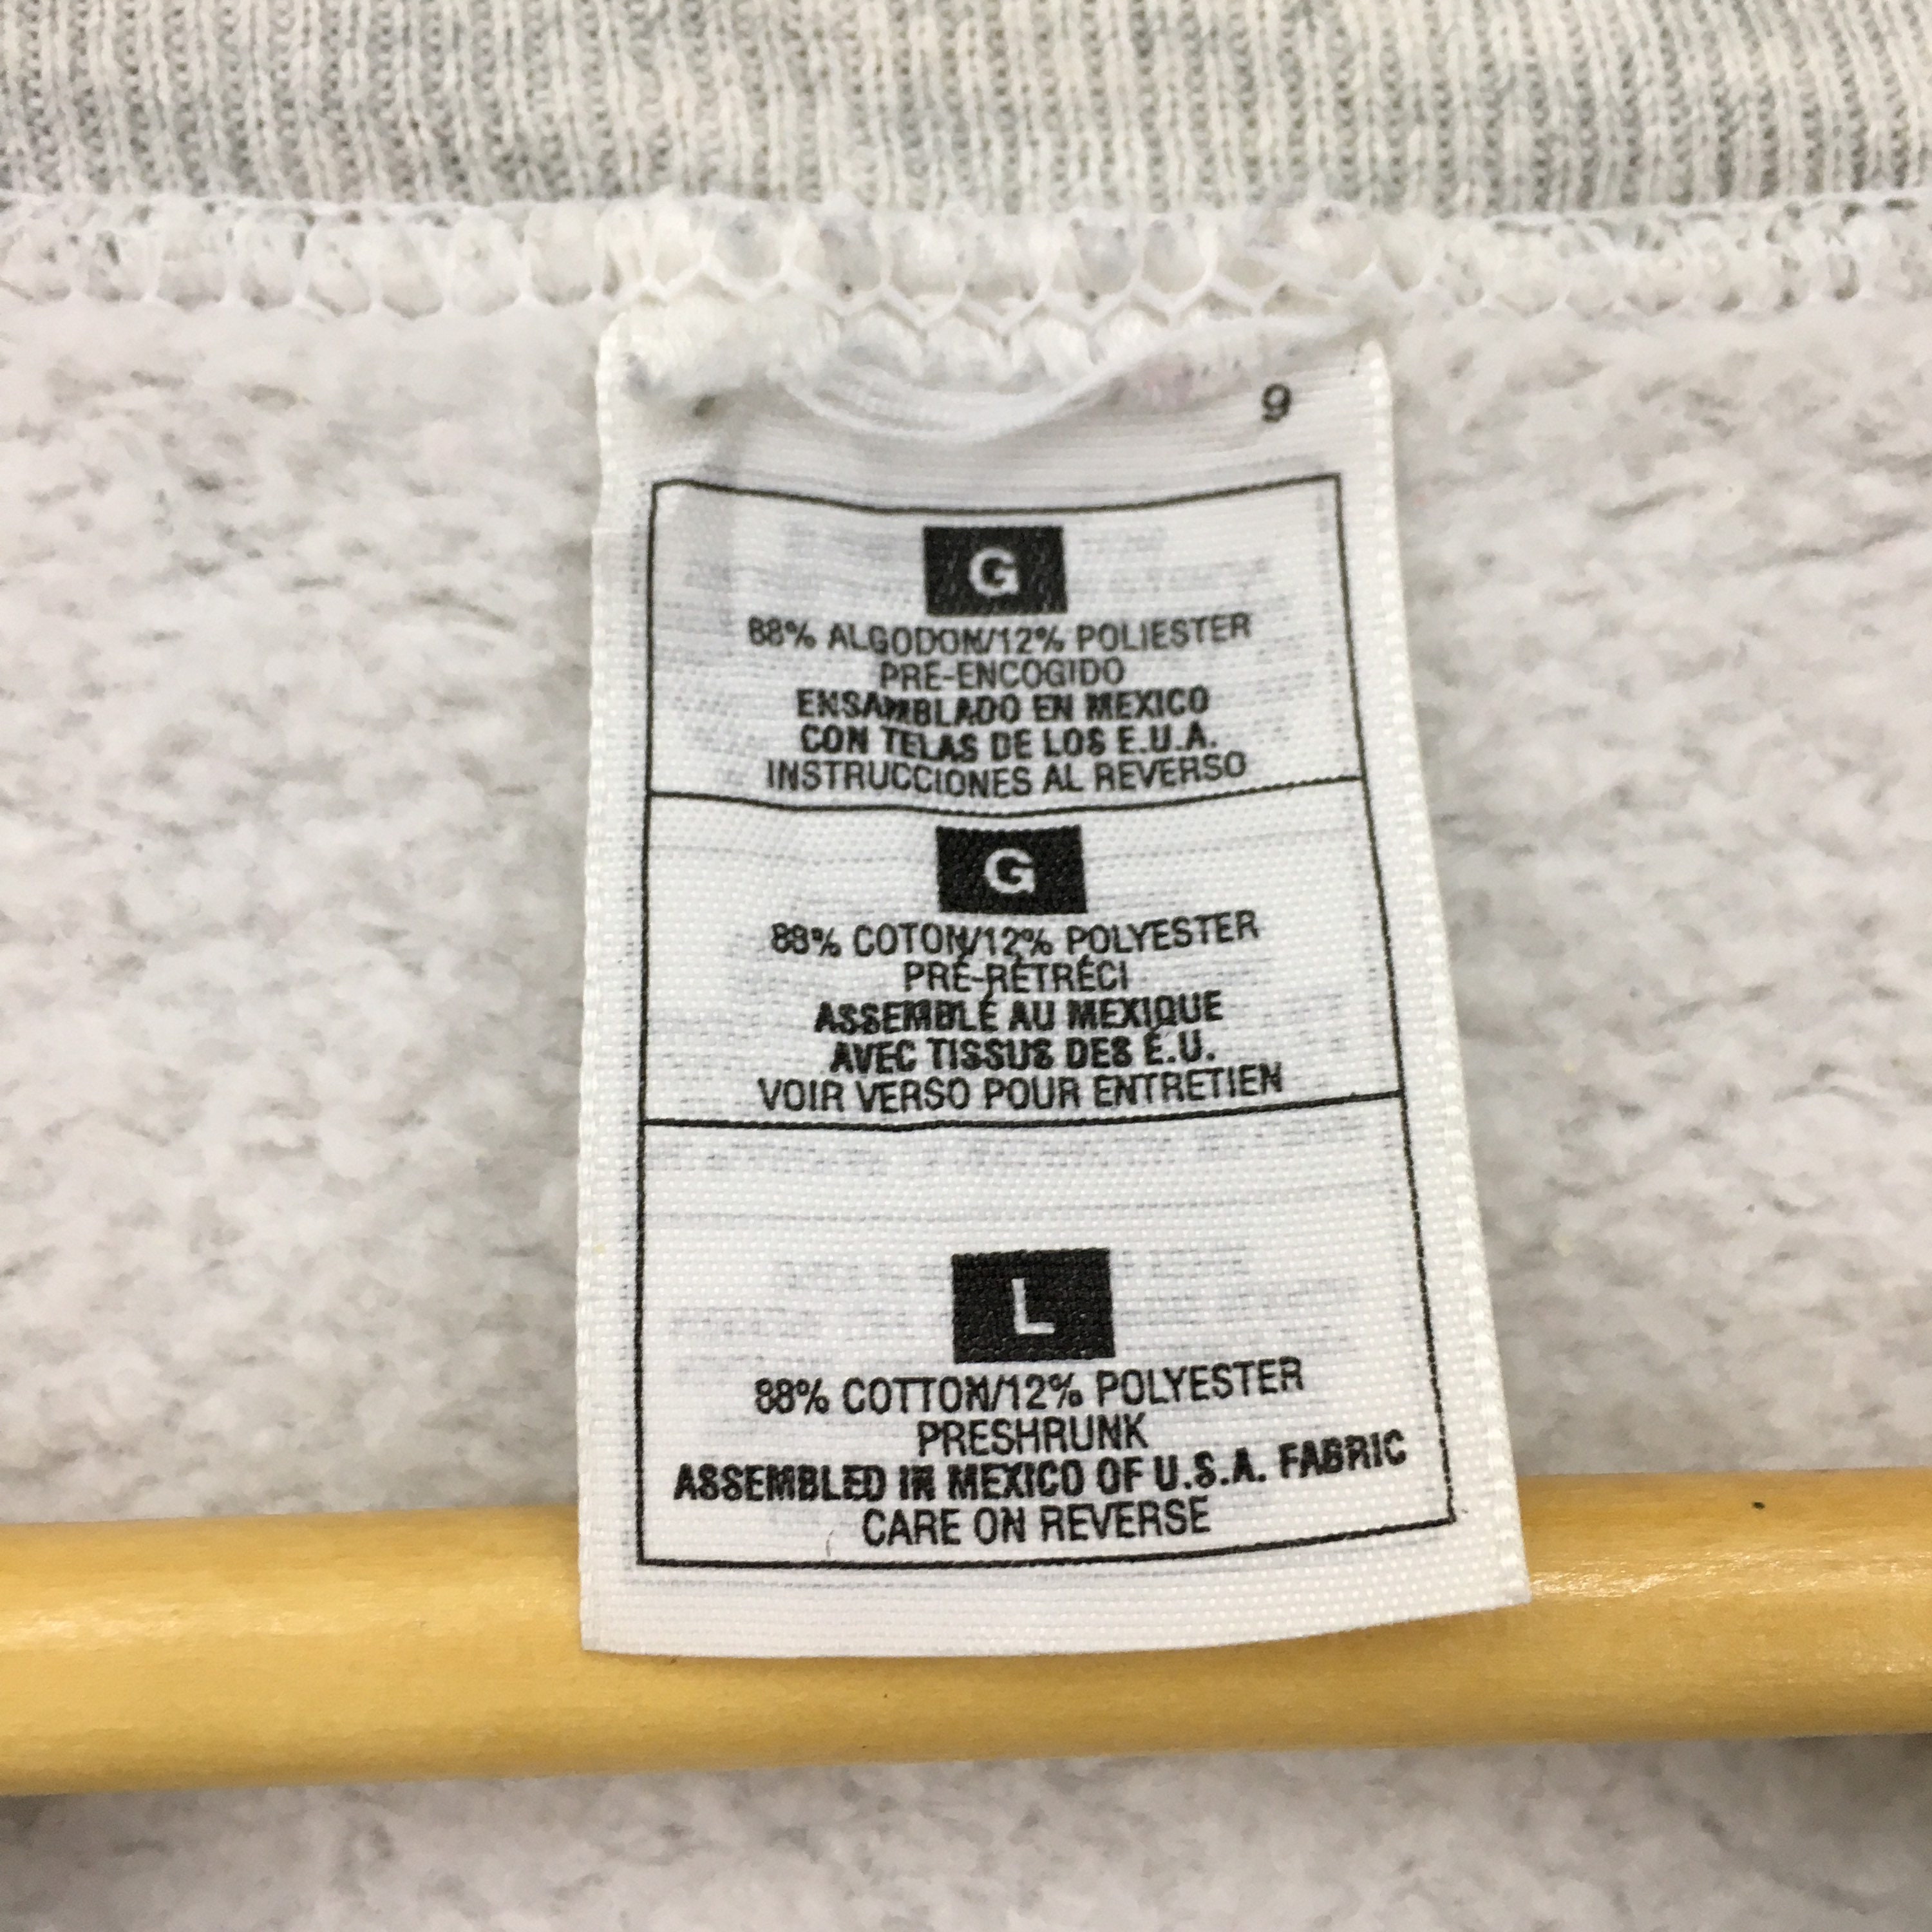 9
G
88% ALGODON/12% POLIESTER
PRE-ENCOGIDO
ENSAMBLADO EN MEXICO
CON TELAS DE LOS E.U.A.
INSTRUCCIONES AL REVERSO
G
88% COTON/12% POLYESTER
PRÉ-RÉTRÉCI
ASSEMBLÉ AU MEXIQUE
AVEC TISSUS DES É.U.
VOIR VERSO POUR ENTRETIEN
L
88% COTTON/12% POLYESTER
PRESHRUNK
ASSEMBLED IN MEXICO OF U.S.A. FABRIC
CARE ON REVERSE